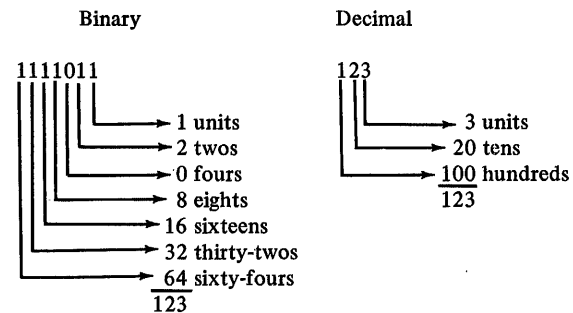 Binary
1111011
1 units
2 twos
0 fours
8 eights
16 sixteens
32 thirty-twos
64 sixty-fours
123
Decimal
123
3 units
20 tens
100 hundreds
123